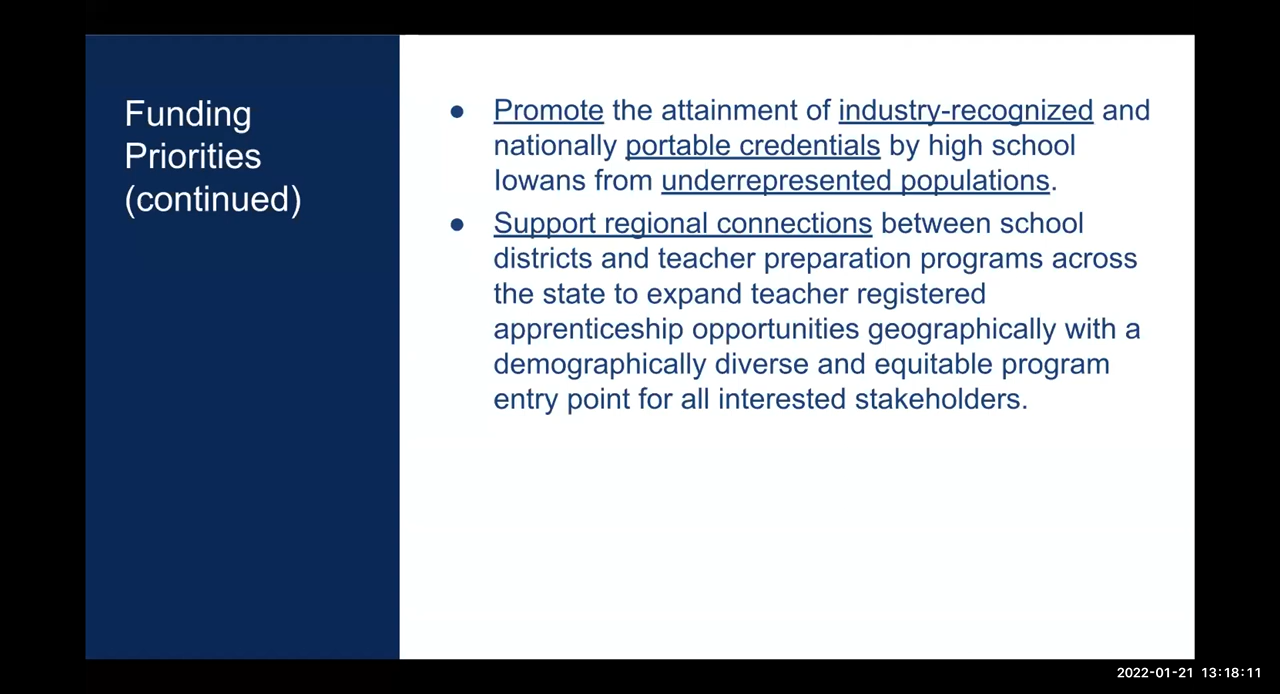 Funding
Priorities
(continued)
● Promote the attainment of industry-recognized and
nationally portable credentials by high school
Iowans from underrepresented populations.
● Support regional connections between school
districts and teacher preparation programs across
the state to expand teacher registered
apprenticeship opportunities geographically with a
demographically diverse and equitable program
entry point for all interested stakeholders.
2022-01-21 13:18:11